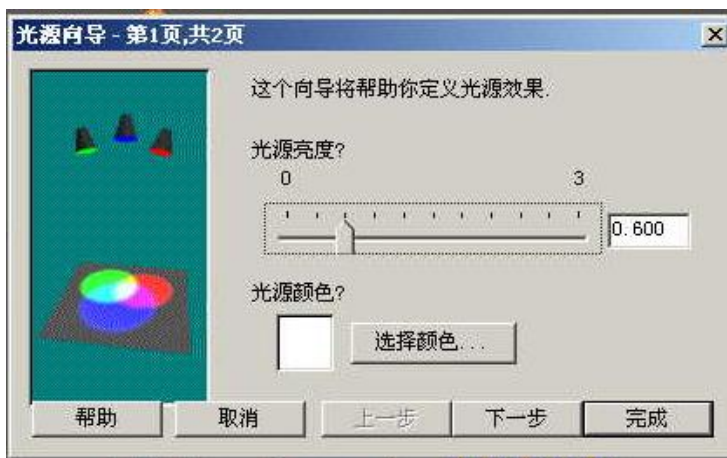 光源向导 - 第1页,共2页
这个向导将帮助你定义光源效果.
光源亮度?
0 3
0.600
光源颜色?
选择颜色...
帮助 取消 上一步 下一步 完成